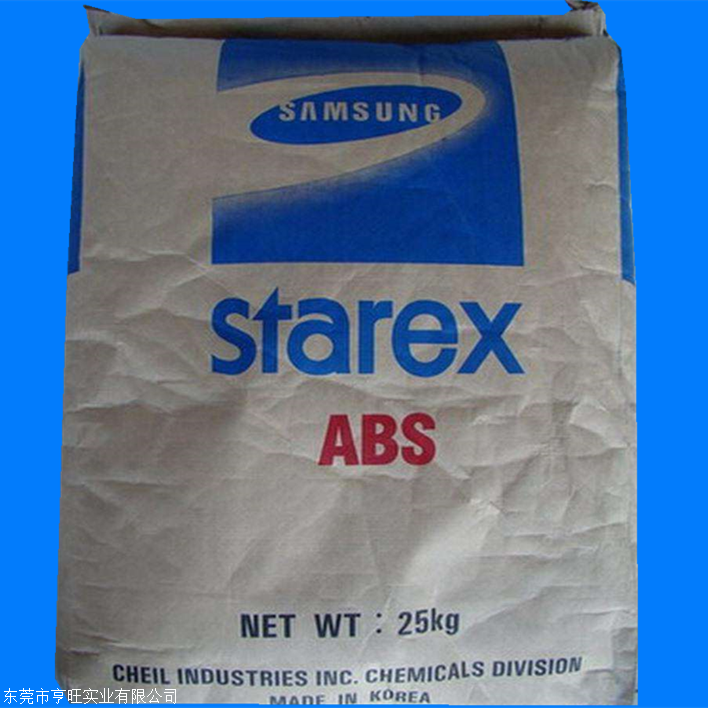 SAMSUNG
starex
ABS
NET WT : 25kg
CHEIL INDUSTRIES INC. CHEMICALS DIVISION
MADE IN KOREA
东莞市亨旺实业有限公司